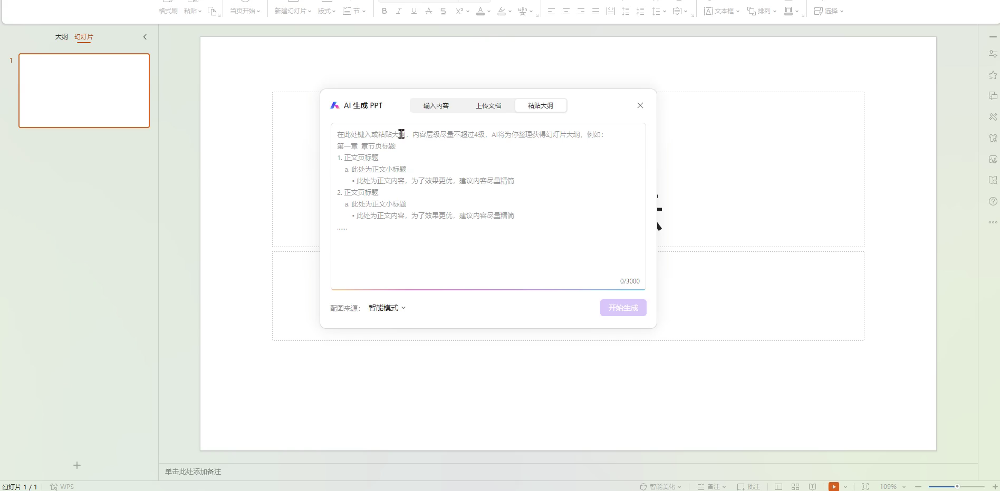 格式刷 粘贴 当页开始 新建幻灯片 版式 节 B I U A S X² A 文本框 排列 选择
大纲 幻灯片
1
AI 生成 PPT 输入内容 上传文档 粘贴大纲
在此处键入或粘贴大纲，内容层级尽量不超过4级，AI将为你整理获得幻灯片大纲，例如：
第一章 章节页标题
1. 正文页标题
a. 此处为正文小标题
▪ 此处为正文内容，为了效果更优，建议内容尽量精简
2. 正文页标题
a. 此处为正文小标题
▪ 此处为正文内容，为了效果更优，建议内容尽量精简
......
0/3000
配图来源： 智能模式 开始生成
单击此处添加备注
幻灯片 1 / 1 WPS 智能美化 备注 批注 109%